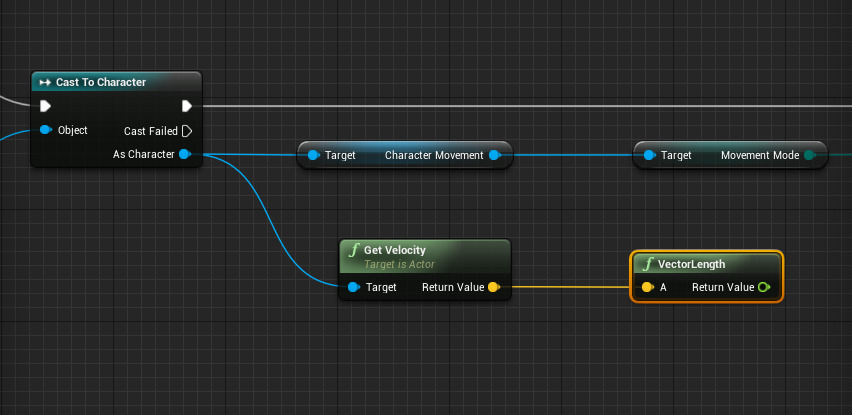 Cast To Character
Object
Cast Failed
As Character
Target Character Movement
Target Movement Mode
f Get Velocity
Target is Actor
Target Return Value
f VectorLength
A Return Value